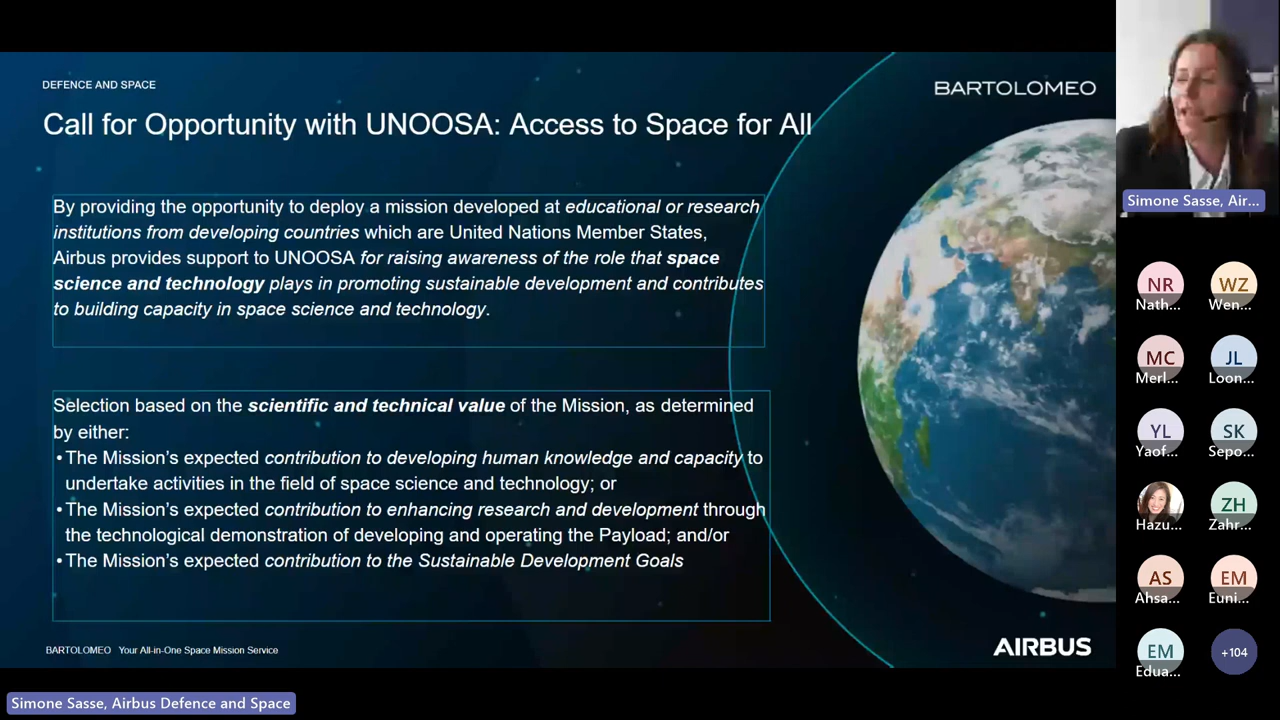 DEFENCE AND SPACE
BARTOLOMEO
Call for Opportunity with UNOOSA: Access to Space for All
By providing the opportunity to deploy a mission developed at educational or research
institutions from developing countries which are United Nations Member States,
Airbus provides support to UNOOSA for raising awareness of the role that space
science and technology plays in promoting sustainable development and contributes
to building capacity in space science and technology.
Selection based on the scientific and technical value of the Mission, as determined
by either:
•The Mission's expected contribution to developing human knowledge and capacity to
undertake activities in the field of space science and technology; or
•The Mission's expected contribution to enhancing research and development through
the technological demonstration of developing and operating the Payload; and/or
•The Mission's expected contribution to the Sustainable Development Goals
BARTOLOMEO Your All-in-One Space Mission Service
AIRBUS
Simone Sasse, Airbus Defence and Space
Simone Sasse, Air...
NR WZ
Nath... Wen...
MC JL
Merl... Loon...
YL SK
Yaof... Sepo...
ZH
Hazu... Zahr...
AS EM
Ahsa... Euni...
EM +104
Edua...